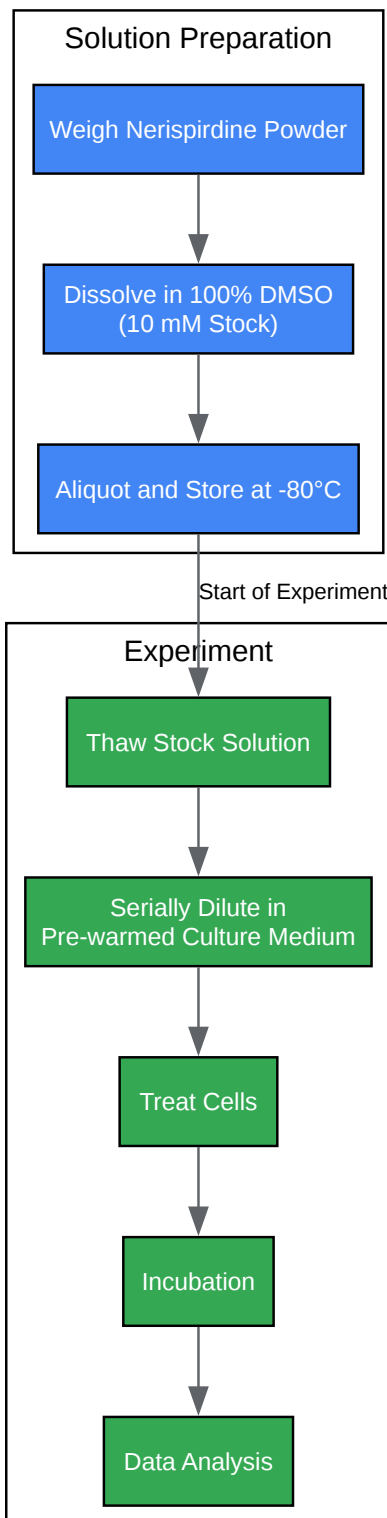 Solution Preparation
Weigh Nerispirdine Powder
Dissolve in 100% DMSO
(10 mM Stock)
Aliquot and Store at -80°C
Start of Experiment
Experiment
Thaw Stock Solution
Serially Dilute in
Pre-warmed Culture Medium
Treat Cells
Incubation
Data Analysis